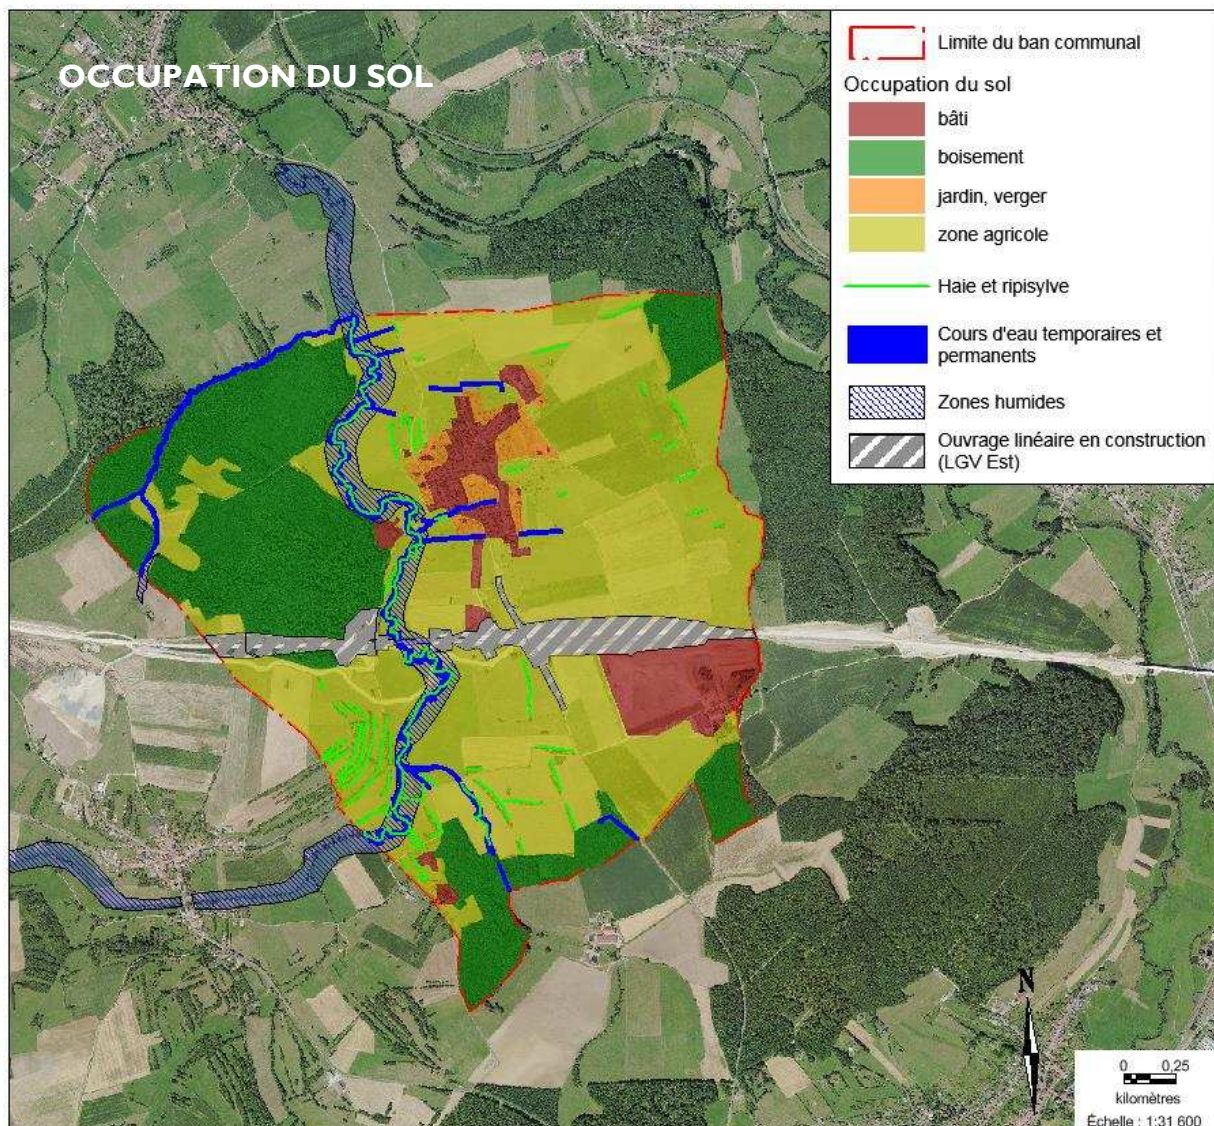 OCCUPATION DU SOL
Limite du ban communal
Occupation du sol
bâti
boisement
jardin, verger
zone agricole
Haie et ripisylve
Cours d'eau temporaires et
permanents
Zones humides
Ouvrage linéaire en construction
(LGV Est)
N
0 0,25
kilomètres
Échelle : 1:31 600